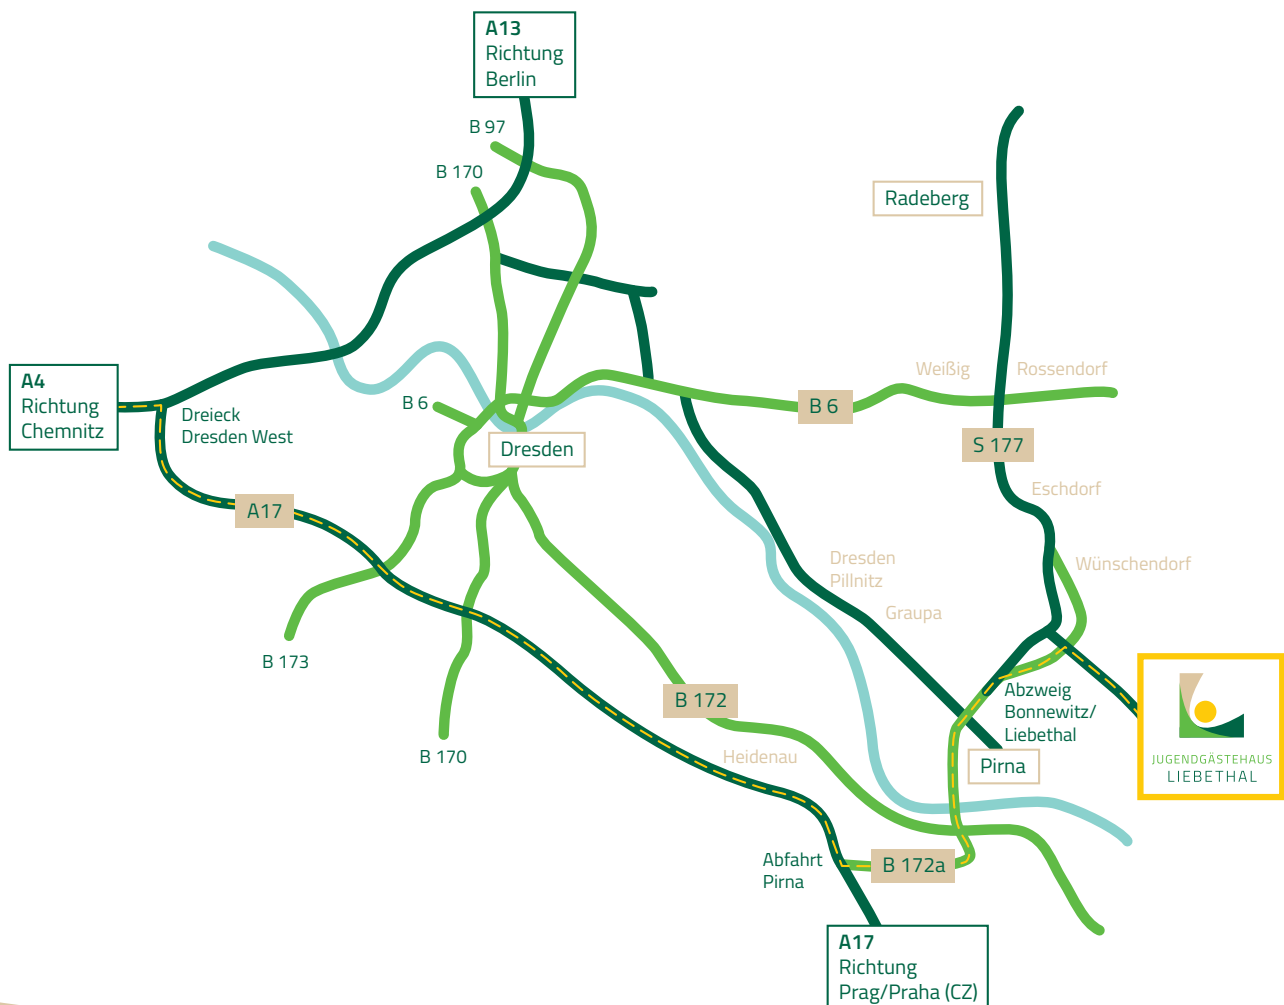 A13
Richtung
Berlin
B 97
B 170
Radeberg
A4
Richtung
Chemnitz
Dreieck
Dresden West
B 6
Dresden
B 6
Weißig
Rossendorf
S 177
Eschdorf
A17
Dresden
Pillnitz
Wünschendorf
Graupa
B 173
B 172
B 170
Heidenau
Abzweig
Bonnewitz/
Liebethal
Pirna
JUGENDGÄSTEHAUS
LIEBETHAL
Abfahrt
Pirna
B 172a
A17
Richtung
Prag/Praha (CZ)